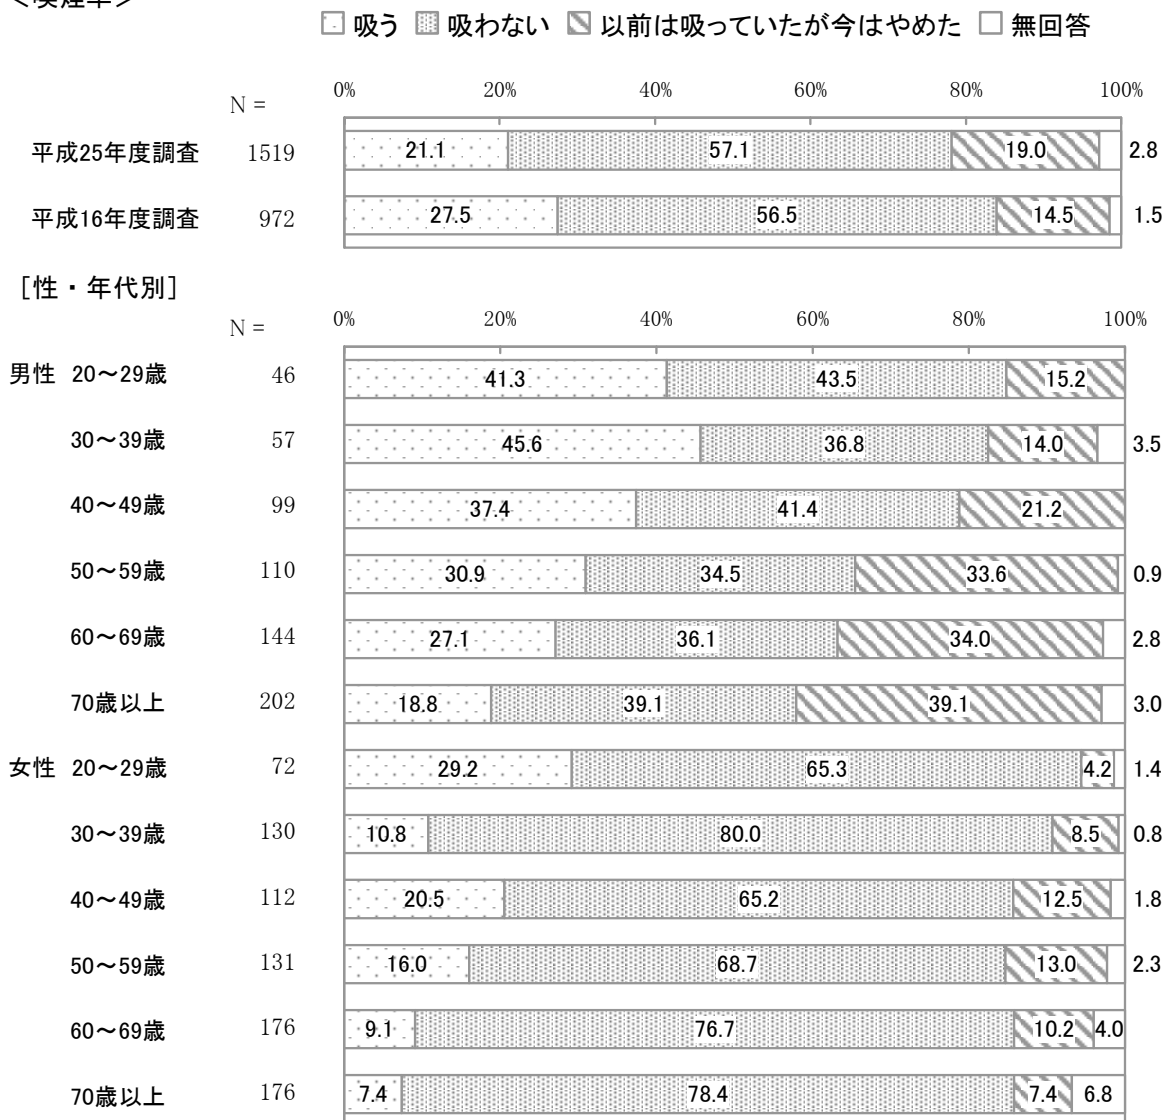 ＜喫煙率＞
吸う 吸わない 以前は吸っていたが今はやめた 無回答
N = 0% 20% 40% 60% 80% 100%
平成25年度調査 1519 21.1 57.1 19.0 2.8
平成16年度調査 972 27.5 56.5 14.5 1.5
［性・年代別］
N = 0% 20% 40% 60% 80% 100%
男性 20～29歳 46 41.3 43.5 15.2
30～39歳 57 45.6 36.8 14.0 3.5
40～49歳 99 37.4 41.4 21.2
50～59歳 110 30.9 34.5 33.6 0.9
60～69歳 144 27.1 36.1 34.0 2.8
70歳以上 202 18.8 39.1 39.1 3.0
女性 20～29歳 72 29.2 65.3 4.2 1.4
30～39歳 130 10.8 80.0 8.5 0.8
40～49歳 112 20.5 65.2 12.5 1.8
50～59歳 131 16.0 68.7 13.0 2.3
60～69歳 176 9.1 76.7 10.2 4.0
70歳以上 176 7.4 78.4 7.4 6.8